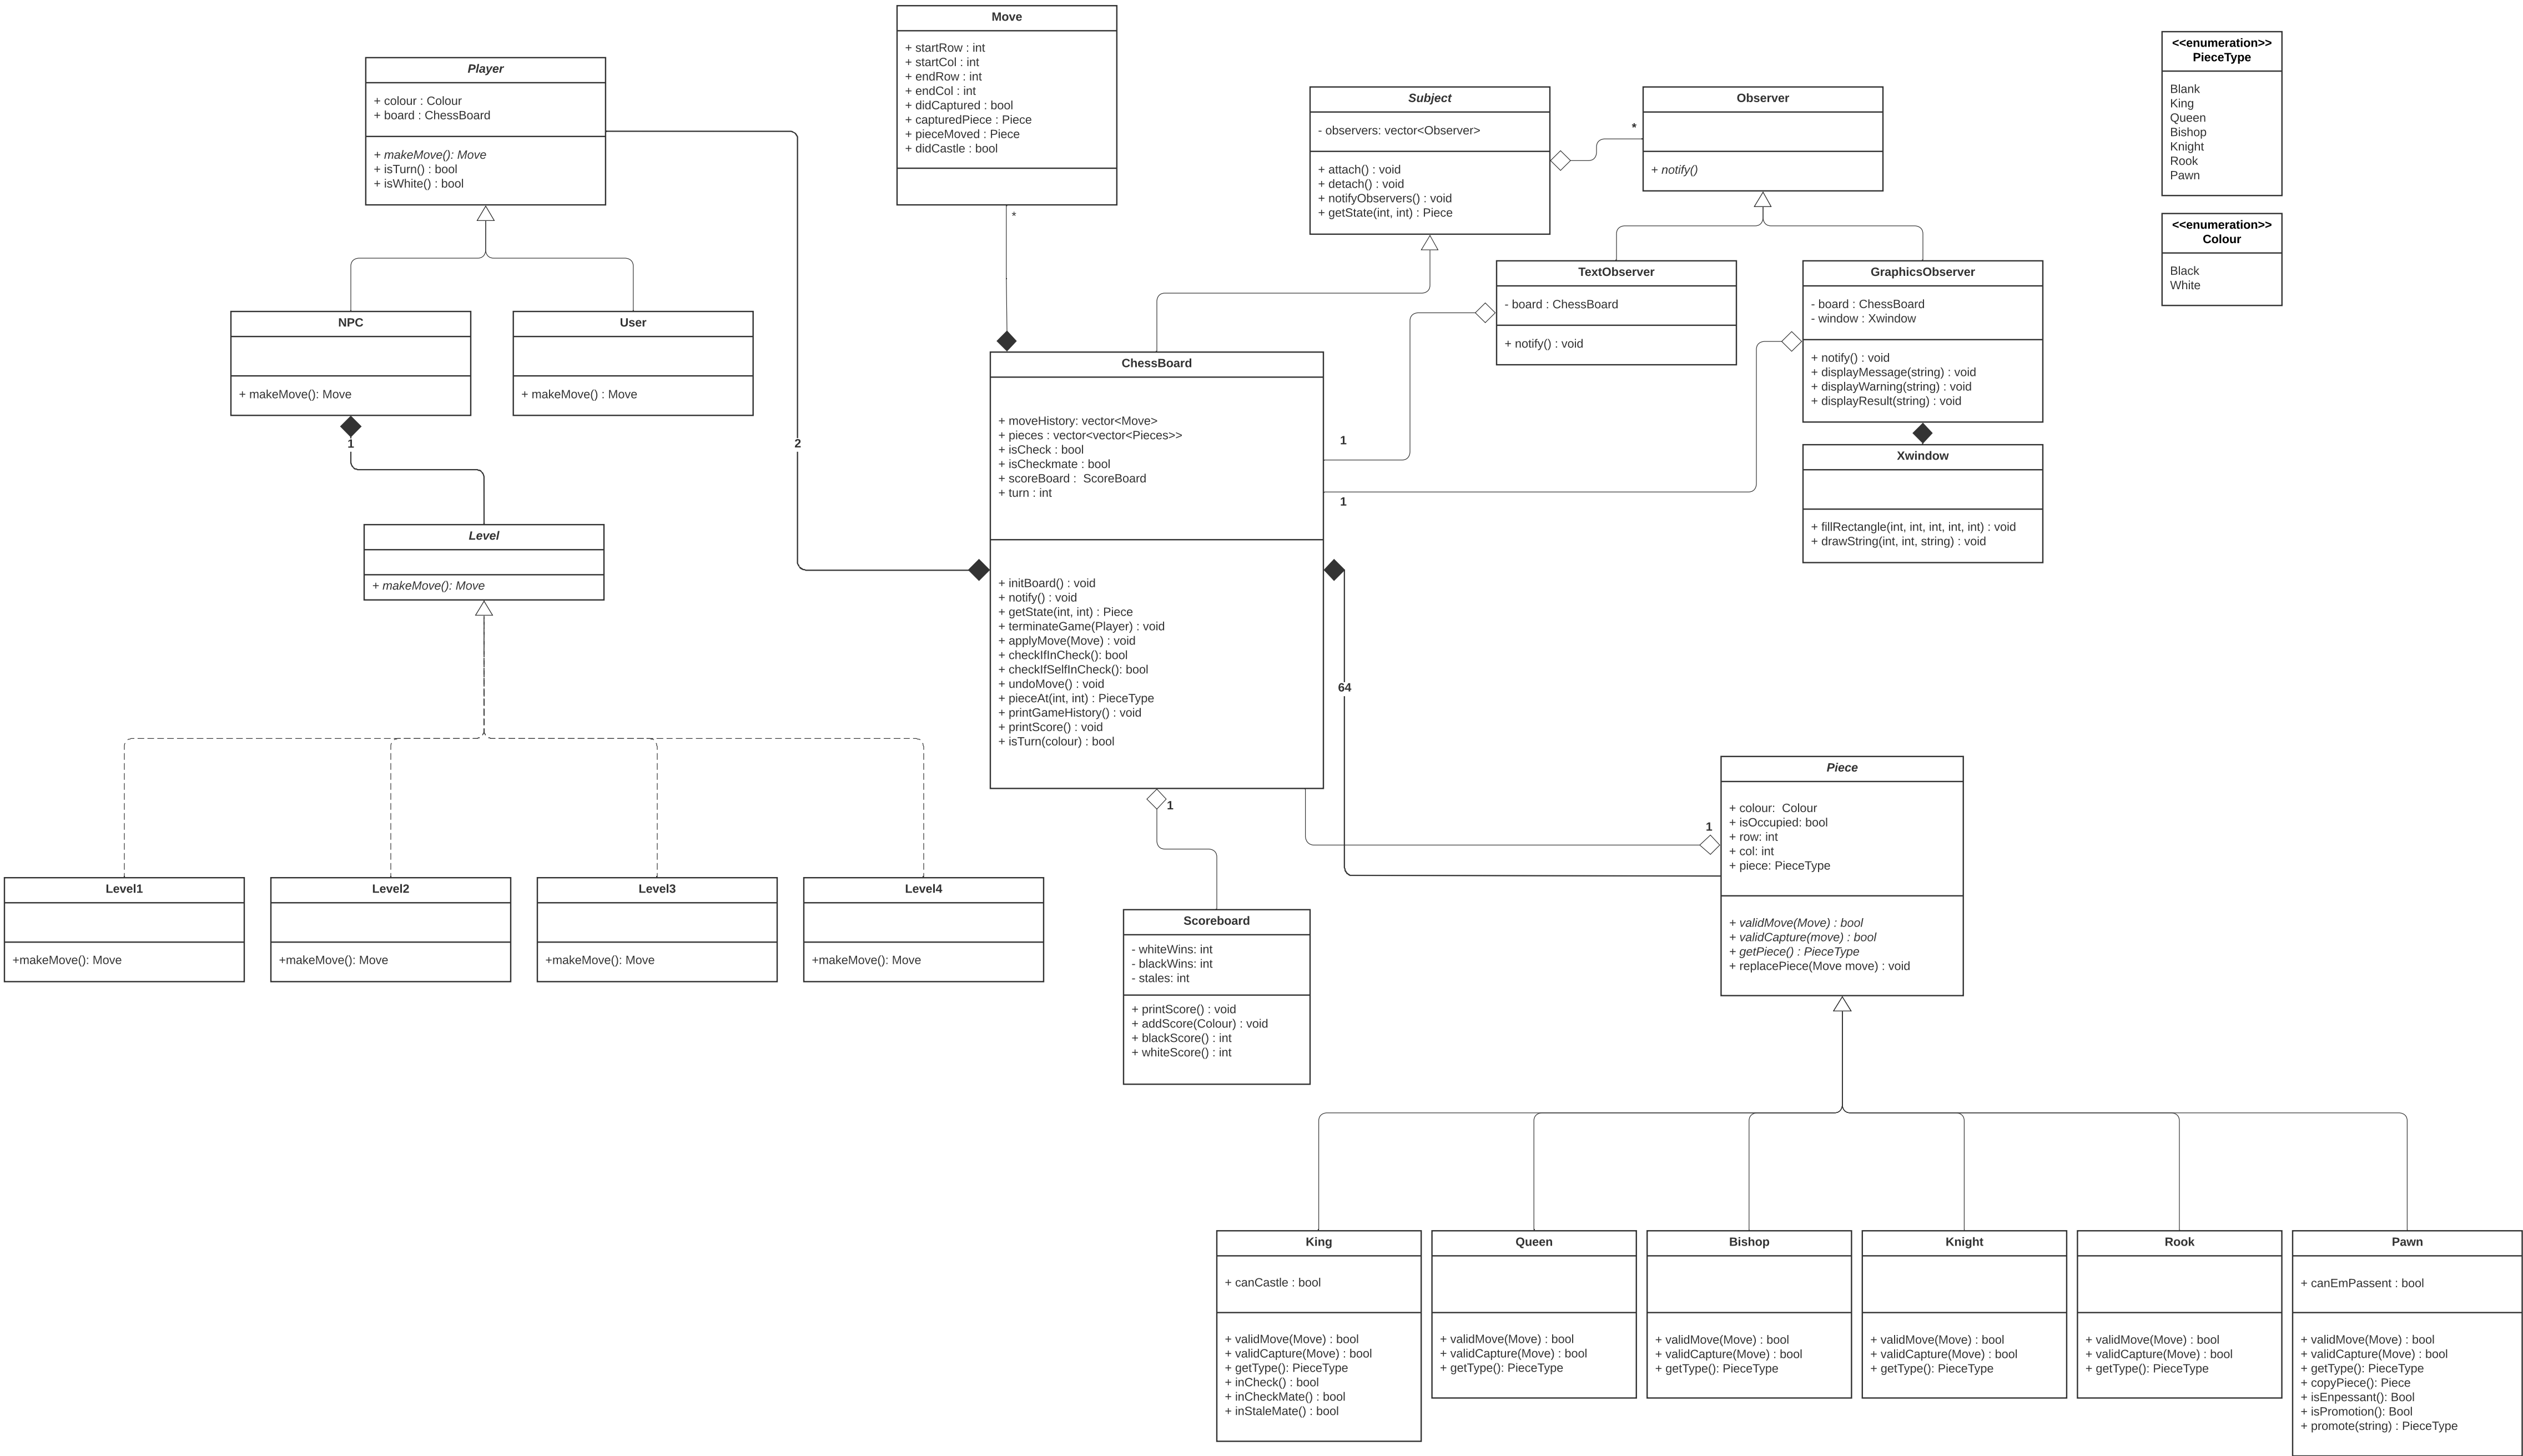 Move
+ startRow : int
+ startCol : int
+ endRow : int
+ endCol : int
+ didCaptured : bool
+ capturedPiece : Piece
+ pieceMoved : Piece
+ didCastle : bool
*
<<enumeration>>
PieceType
Blank
King
Queen
Bishop
Knight
Rook
Pawn
<<enumeration>>
Colour
Black
White
Player
+ colour : Colour
+ board : ChessBoard
+ makeMove(): Move
+ isTurn() : bool
+ isWhite() : bool
2
Subject
- observers: vector<Observer>
+ attach() : void
+ detach() : void
+ notifyObservers() : void
+ getState(int, int) : Piece
*
Observer
+ notify()
TextObserver
- board : ChessBoard
+ notify() : void
GraphicsObserver
- board : ChessBoard
- window : Xwindow
+ notify() : void
+ displayMessage(string) : void
+ displayWarning(string) : void
+ displayResult(string) : void
Xwindow
+ fillRectangle(int, int, int, int, int) : void
+ drawString(int, int, string) : void
NPC
+ makeMove(): Move
1
User
+ makeMove() : Move
Level
+ makeMove(): Move
ChessBoard
+ moveHistory: vector<Move>
+ pieces : vector<vector<Pieces>>
+ isCheck : bool
+ isCheckmate : bool
+ scoreBoard :  ScoreBoard
+ turn : int
+ initBoard() : void
+ notify() : void
+ getState(int, int) : Piece
+ terminateGame(Player) : void
+ applyMove(Move) : void
+ checkIfInCheck(): bool
+ checkIfSelfInCheck(): bool
+ undoMove() : void
+ pieceAt(int, int) : PieceType
+ printGameHistory() : void
+ printScore() : void
+ isTurn(colour) : bool
1
1
64
1
1
Level1
+makeMove(): Move
Level2
+makeMove(): Move
Level3
+makeMove(): Move
Level4
+makeMove(): Move
Scoreboard
- whiteWins: int
- blackWins: int
- stales: int
+ printScore() : void
+ addScore(Colour) : void
+ blackScore() : int
+ whiteScore() : int
Piece
+ colour:  Colour
+ isOccupied: bool
+ row: int
+ col: int
+ piece: PieceType
+ validMove(Move) : bool
+ validCapture(move) : bool
+ getPiece() : PieceType
+ replacePiece(Move move) : void
King
+ canCastle : bool
+ validMove(Move) : bool
+ validCapture(Move) : bool
+ getType(): PieceType
+ inCheck() : bool
+ inCheckMate() : bool
+ inStaleMate() : bool
Queen
+ validMove(Move) : bool
+ validCapture(Move) : bool
+ getType(): PieceType
Bishop
+ validMove(Move) : bool
+ validCapture(Move) : bool
+ getType(): PieceType
Knight
+ validMove(Move) : bool
+ validCapture(Move) : bool
+ getType(): PieceType
Rook
+ validMove(Move) : bool
+ validCapture(Move) : bool
+ getType(): PieceType
Pawn
+ canEmPassent : bool
+ validMove(Move) : bool
+ validCapture(Move) : bool
+ getType(): PieceType
+ copyPiece(): Piece
+ isEnpessant(): Bool
+ isPromotion(): Bool
+ promote(string) : PieceType